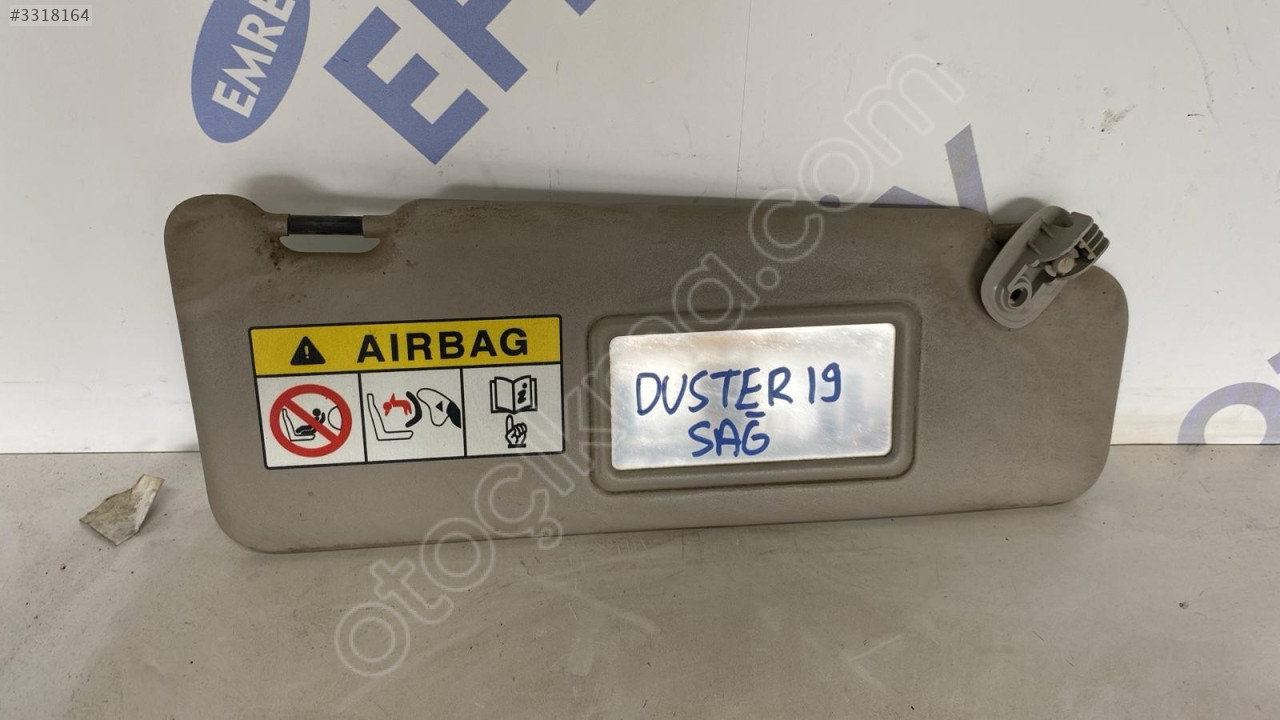 #3318164
EMRE
AIRBAG
DUSTER 19
SAĞ
otoçıkma.com